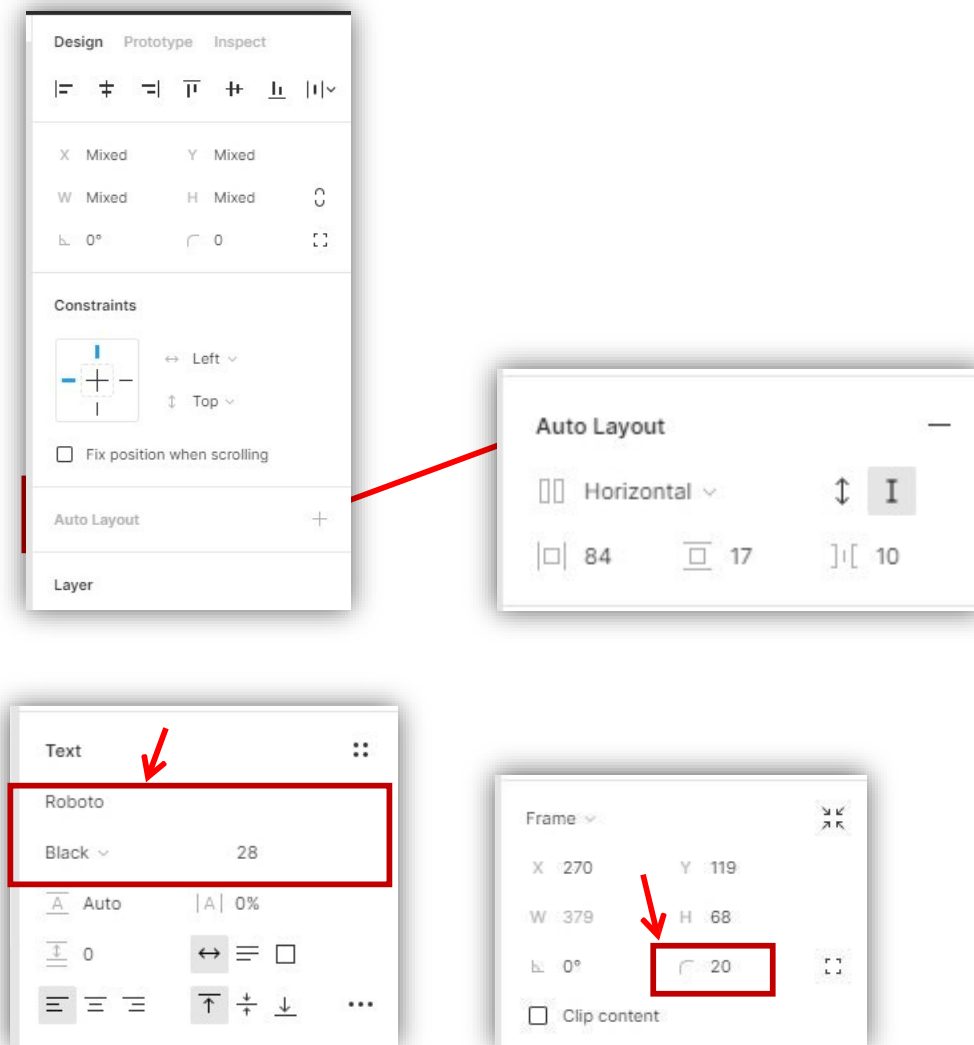 Design Prototype Inspect
X Mixed Y Mixed
W Mixed H Mixed
0° 0
Constraints
Left
Top
Fix position when scrolling
Auto Layout
Layer
Auto Layout
Horizontal
84 17 10
Text
Roboto
Black 28
A Auto |A| 0%
0
Frame
X 270 Y 119
W 379 H 68
0° 20
Clip content